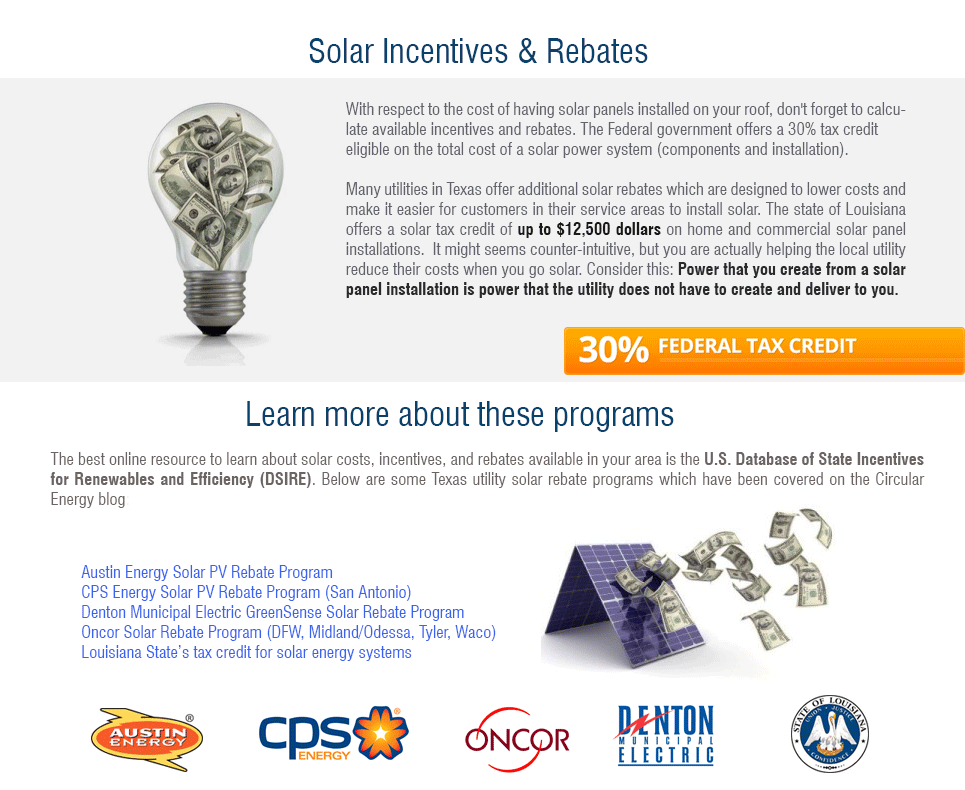 Solar Incentives & Rebates
With respect to the cost of having solar panels installed on your roof, don't forget to calcu-
late available incentives and rebates. The Federal government offers a 30% tax credit
eligible on the total cost of a solar power system (components and installation).
Many utilities in Texas offer additional solar rebates which are designed to lower costs and
make it easier for customers in their service areas to install solar. The state of Louisiana
offers a solar tax credit of up to $12,500 dollars on home and commercial solar panel
installations. It might seems counter-intuitive, but you are actually helping the local utility
reduce their costs when you go solar. Consider this: Power that you create from a solar
panel installation is power that the utility does not have to create and deliver to you.
30% FEDERAL TAX CREDIT
Learn more about these programs
The best online resource to learn about solar costs, incentives, and rebates available in your area is the U.S. Database of State Incentives
for Renewables and Efficiency (DSIRE). Below are some Texas utility solar rebate programs which have been covered on the Circular
Energy blog
Austin Energy Solar PV Rebate Program
CPS Energy Solar PV Rebate Program (San Antonio)
Denton Municipal Electric GreenSense Solar Rebate Program
Oncor Solar Rebate Program (DFW, Midland/Odessa, Tyler, Waco)
Louisiana State's tax credit for solar energy systems
AUSTIN
ENERGY
®
cps
ENERGY
®
ONCOR
DENTON
MUNICIPAL
ELECTRIC
STATE OF LOUISIANA
UNION JUSTICE
CONFIDENCE